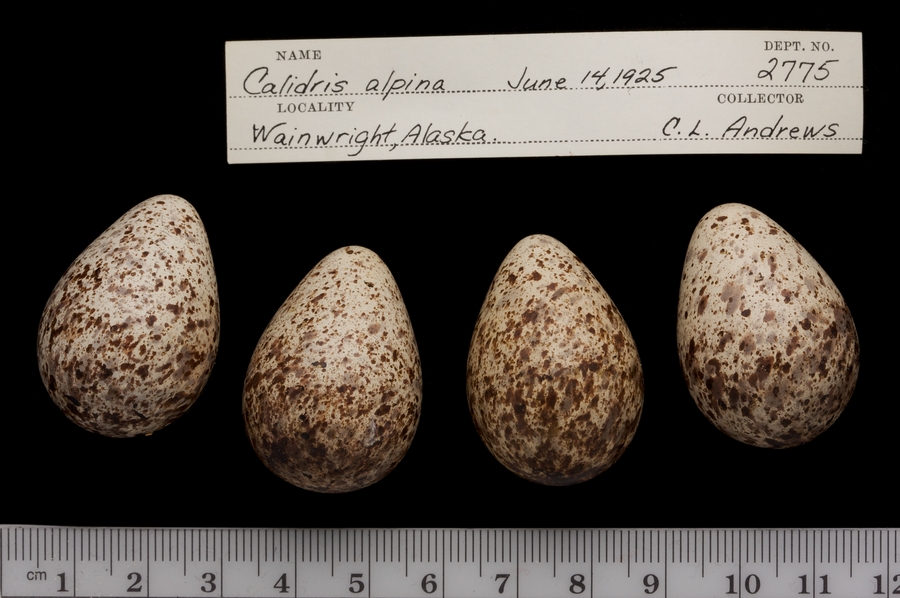 NAME DEPT. NO.
Calidris alpina June 14, 1925 2775
LOCALITY COLLECTOR
Wainwright, Alaska. C. L. Andrews
cm 1 2 3 4 5 6 7 8 9 10 11 12